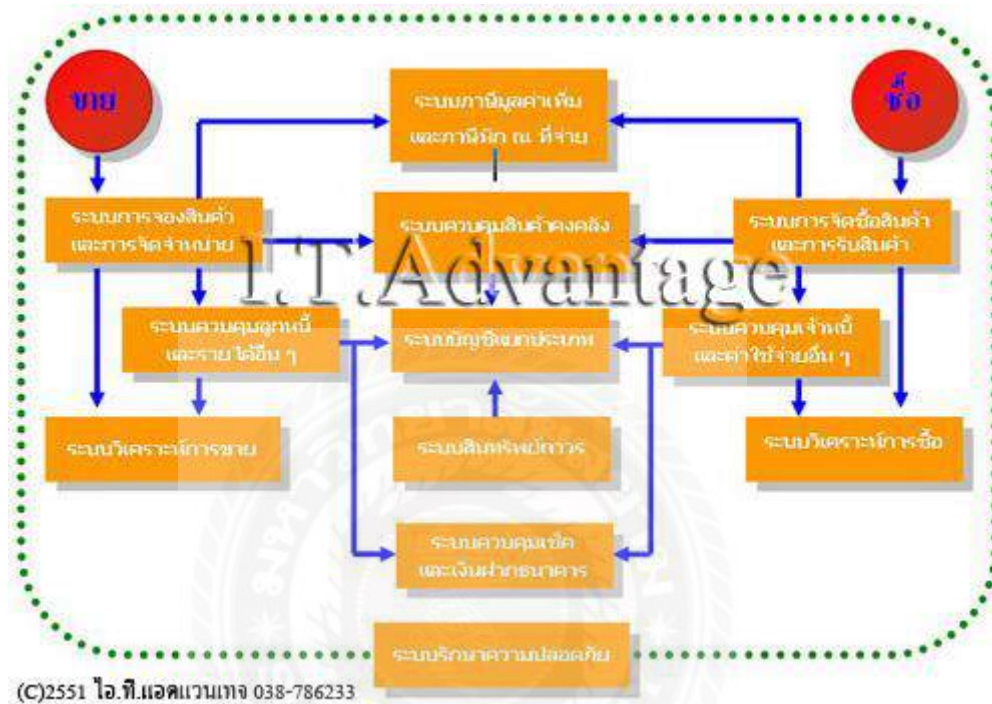 ขาย
ซื้อ
ระบบภาษีมูลค่าเพิ่ม
และภาษีหัก ณ ที่จ่าย
ระบบการจองสินค้า
และการจัดจำหน่าย
ระบบควบคุมสินค้าคงคลัง
ระบบการจัดซื้อสินค้า
และการรับสินค้า
I.T.Advantage
ระบบควบคุมลูกหนี้
และรายได้อื่น ๆ
ระบบบัญชีแยกประเภท
ระบบควบคุมเจ้าหนี้
และค่าใช้จ่ายอื่น ๆ
ระบบวิเคราะห์การขาย
ระบบสินทรัพย์ถาวร
ระบบวิเคราะห์การซื้อ
ระบบควบคุมเช็ค
และเงินฝากธนาคาร
ระบบรักษาความปลอดภัย
(C)2551 ไอ.ที.แอดแวนเทจ 038-786233